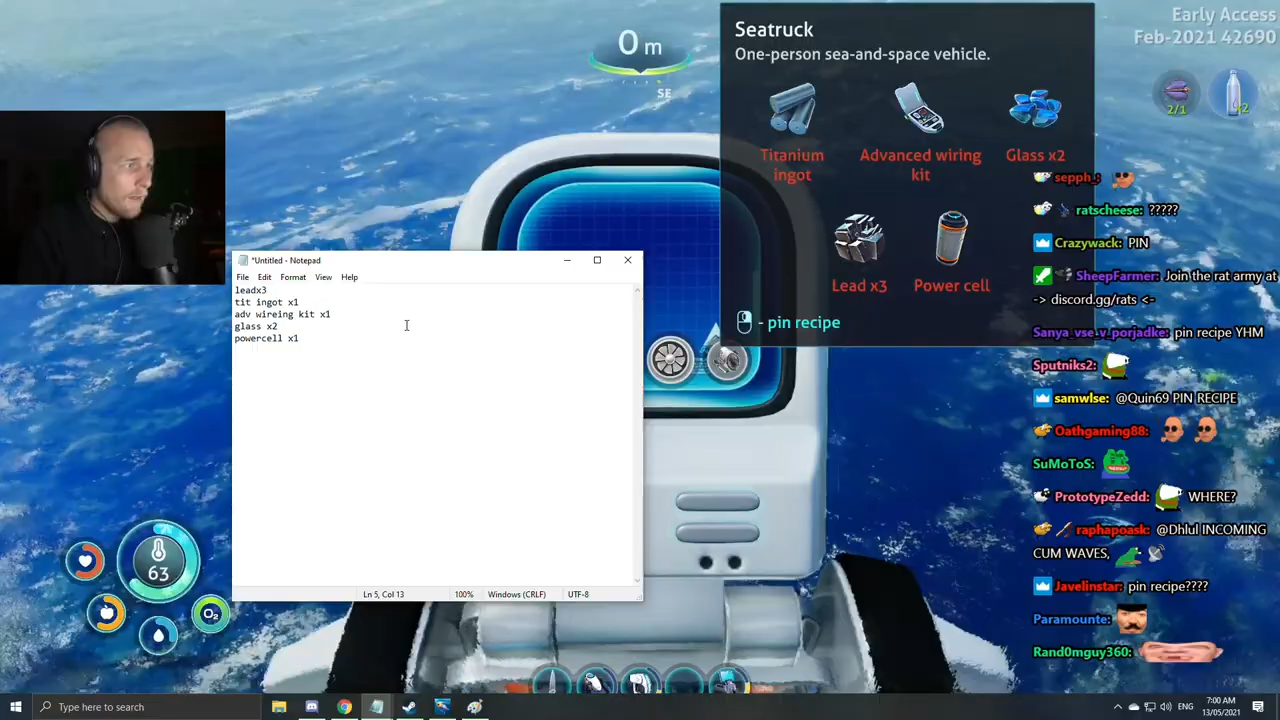 Early Access
Feb-2021 42690
Seatruck
One-person sea-and-space vehicle.
Titanium ingot
Advanced wiring kit
Glass x2
Lead x3
Power cell
- pin recipe
0 m
SE
2/1
x2
*Untitled - Notepad
File Edit Format View Help
leadx3
tit ingot x1
adv wireing kit x1
glass x2
powercell x1
Ln 5, Col 13 100% Windows (CRLF) UTF-8
sepph_:
ratscheese: ?????
Crazywack: PIN
SheepFarmer: Join the rat army at
-> discord.gg/rats <-
Sanya_vse_v_porjadke: pin recipe YHM
Sputniks2:
samwlse: @Quin69 PIN RECIPE
Oathgaming88:
SuMoToS:
PrototypeZedd: WHERE?
raphapoask: @Dhlul INCOMING
CUM WAVES,
Javelinstar: pin recipe????
Paramounte:
Rand0mguy360:
63
O2
Type here to search
7:00 AM
13/05/2021